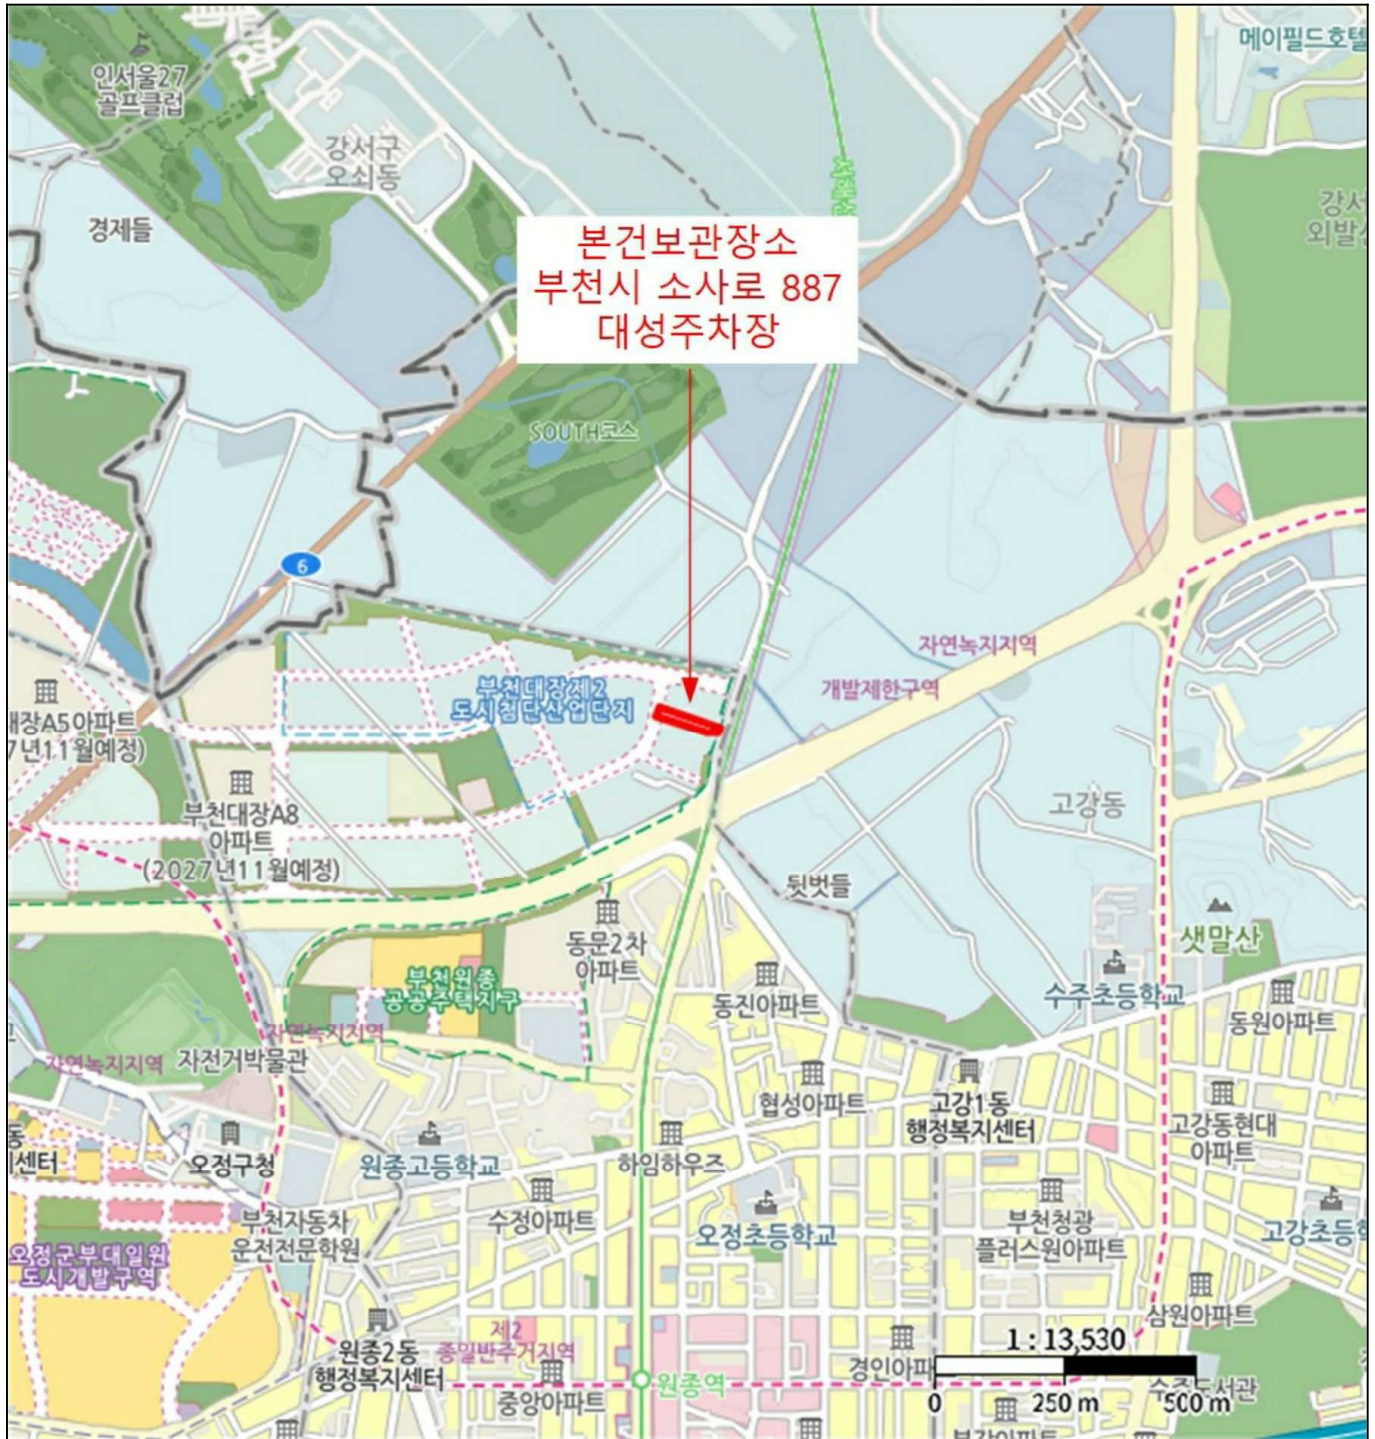 메이필드호텔
인서울27
골프클럽
강서구
오쇠동
서해선
경제들
강서
외발산
본건보관장소
부천시 소사로 887
대성주차장
SOUTH코스
6
자연녹지지역
개발제한구역
부천대장제2
도시첨단산업단지
대장A5아파트
7년11월예정)
부천대장A8
아파트
(2027년11월예정)
고강동
뒷벗들
동문2차
아파트
샛말산
부천원종
공공주택지구
동진아파트
수주초등학교
동원아파트
자연녹지지역
자연녹지지역
자전거박물관
협성아파트
고강1동
행정복지센터
고강동현대
아파트
동
센터
오정구청
원종고등학교
하임하우즈
부천자동차
운전전문학원
수정아파트
오정초등학교
부천청광
플러스원아파트
고강초등학
오정군부대일원
도시개발구역
삼원아파트
제2
종일반주거지역
원종2동
행정복지센터
중앙아파트
원종역
경인아파
1 : 13,530
0 250 m 500 m
수주도서관